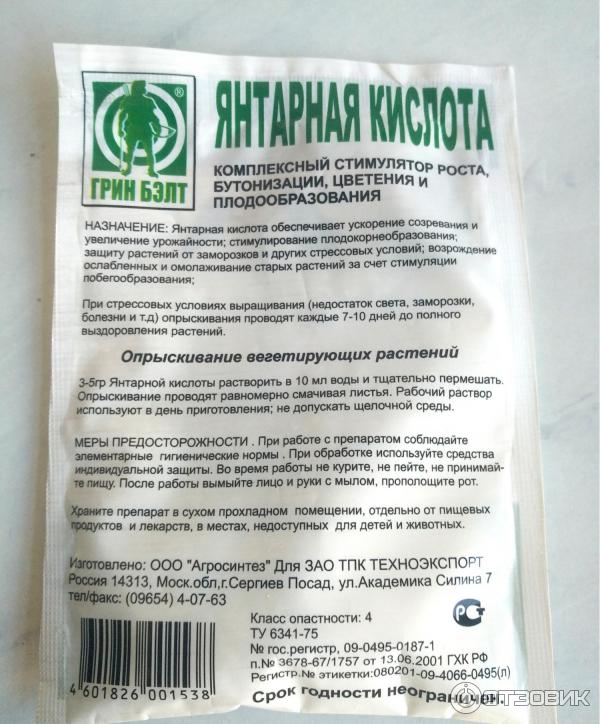 ЯНТАРНАЯ КИСЛОТА
®
ГРИН БЭЛТ
КОМПЛЕКСНЫЙ СТИМУЛЯТОР РОСТА,
БУТОНИЗАЦИИ, ЦВЕТЕНИЯ И
ПЛОДООБРАЗОВАНИЯ
НАЗНАЧЕНИЕ: Янтарная кислота обеспечивает ускорение созревания и
увеличение урожайности; стимулирование плодокорнеобразования;
защиту растений от заморозков и других стрессовых условий; возрождение
ослабленных и омолаживание старых растений за счет стимуляции
побегообразования;
При стрессовых условиях выращивания (недостаток света, заморозки,
болезни и т.д) опрыскивания проводят каждые 7-10 дней до полного
выздоровления растений.
Опрыскивание вегетирующих растений
3-5гр Янтарной кислоты растворить в 10 мл воды и тщательно пермешать.
Опрыскивание проводят равномерно смачивая листья. Рабочий раствор
используют в день приготовления; не допускать щелочной среды.
МЕРЫ ПРЕДОСТОРОЖНОСТИ . При работе с препаратом соблюдайте
элементарные гигиенические нормы . При обработке используйте средства
индивидуальной защиты. Во время работы не курите, не пейте, не принимай-
те пищу. После работы вымыйте лицо и руки с мылом, прополощите рот.
Храните препарат в сухом прохладном помещении, отдельно от пищевых
продуктов и лекарств, в местах, недоступных для детей и животных.
Изготовлено: ООО "Агросинтез" Для ЗАО ТПК ТЕХНОЭКСПОРТ
Россия 14313, Моск.обл,г.Сергиев Посад, ул.Академика Силина 7
тел/факс: (09654) 4-07-63
Класс опастности: 4
ТУ 6341-75
№ гос.регистр, 09-0495-0187-1
п.№ 3678-67/1757 от 13.06.2001 ГХК РФ
Регистр.№ этикетки:080201-09-4066-0495(л)
Срок годности неограничен.
4 601826 001538
РСТ
ОТЗОВИК